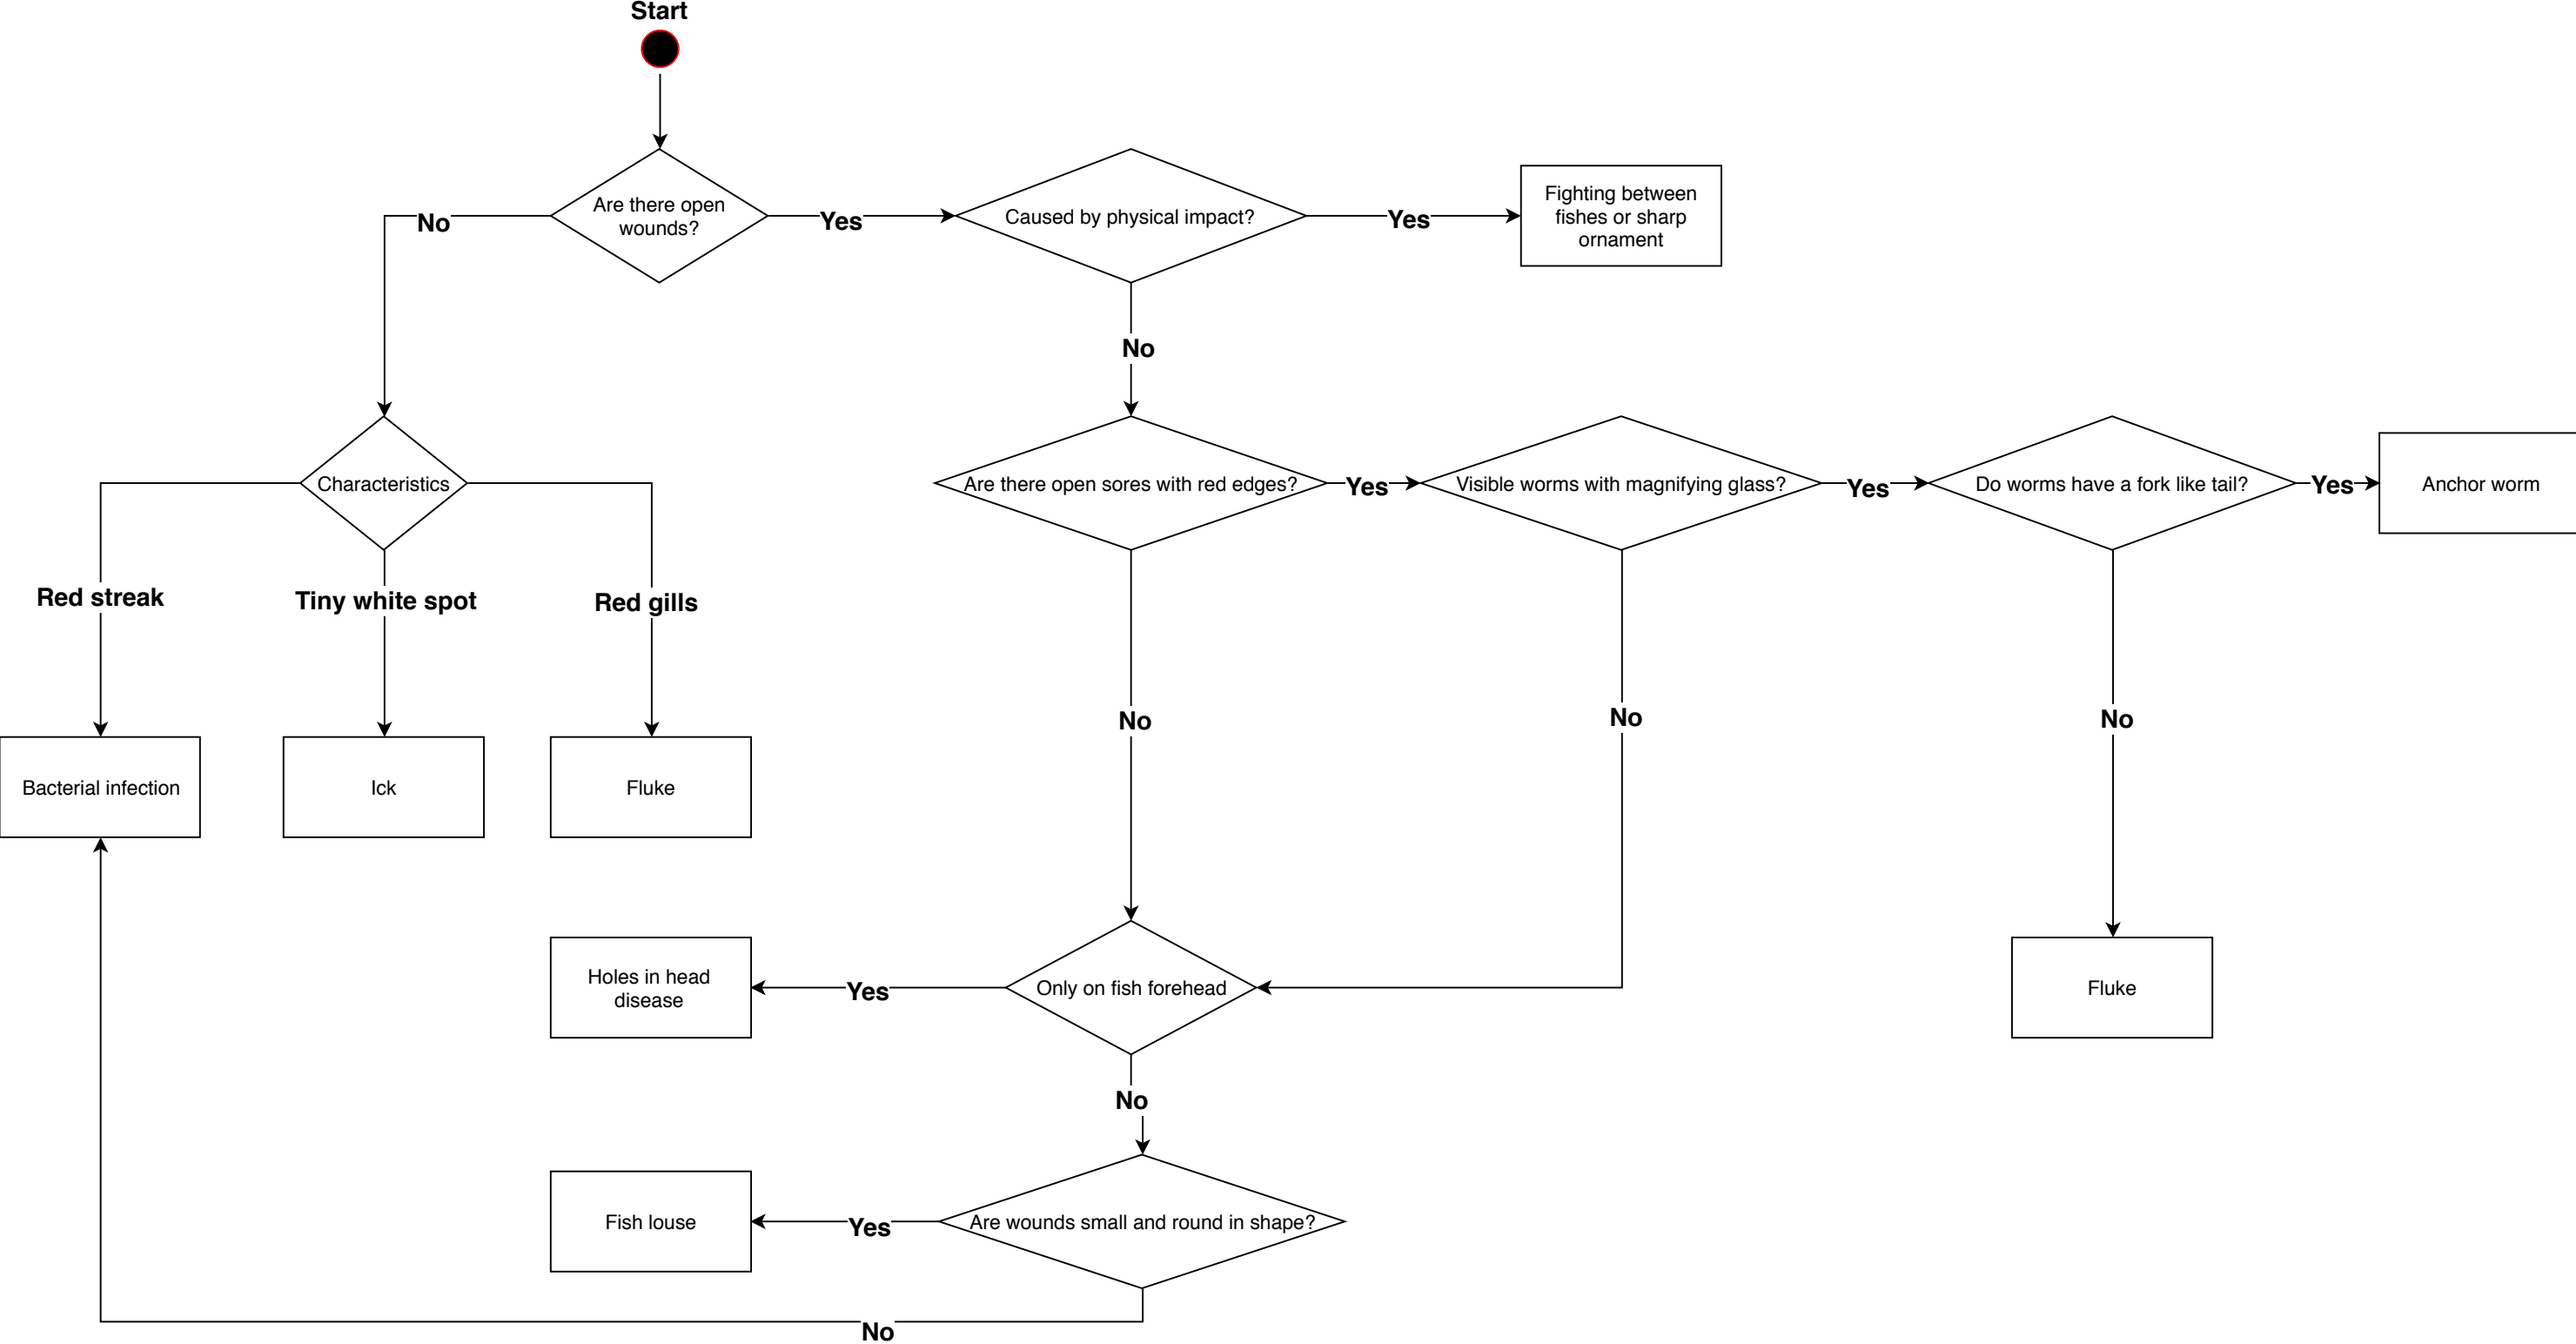 Start
Are there open
wounds?
No
Yes
Caused by physical impact?
Yes
Fighting between
fishes or sharp
ornament
No
Characteristics
Are there open sores with red edges?
Yes
Visible worms with magnifying glass?
Yes
Do worms have a fork like tail?
Yes
Anchor worm
Red streak
Tiny white spot
Red gills
No
No
No
Bacterial infection
Ick
Fluke
Holes in head
disease
Yes
Only on fish forehead
Fluke
No
Fish louse
Yes
Are wounds small and round in shape?
No